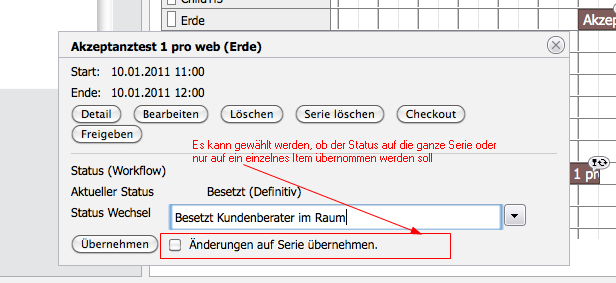 Child113
Erde
Akzep
Akzeptanztest 1 pro web (Erde)
Start: 10.01.2011 11:00
Ende: 10.01.2011 12:00
Detail Bearbeiten Löschen Serie löschen Checkout
Freigeben
Es kann gewählt werden, ob der Status auf die ganze Serie oder
nur auf ein einzelnes Item übernommen werden soll
Status (Workflow)
1 pr
Aktueller Status Besetzt (Definitiv)
Status Wechsel Besetzt Kundenberater im Raum
Übernehmen Änderungen auf Serie übernehmen.